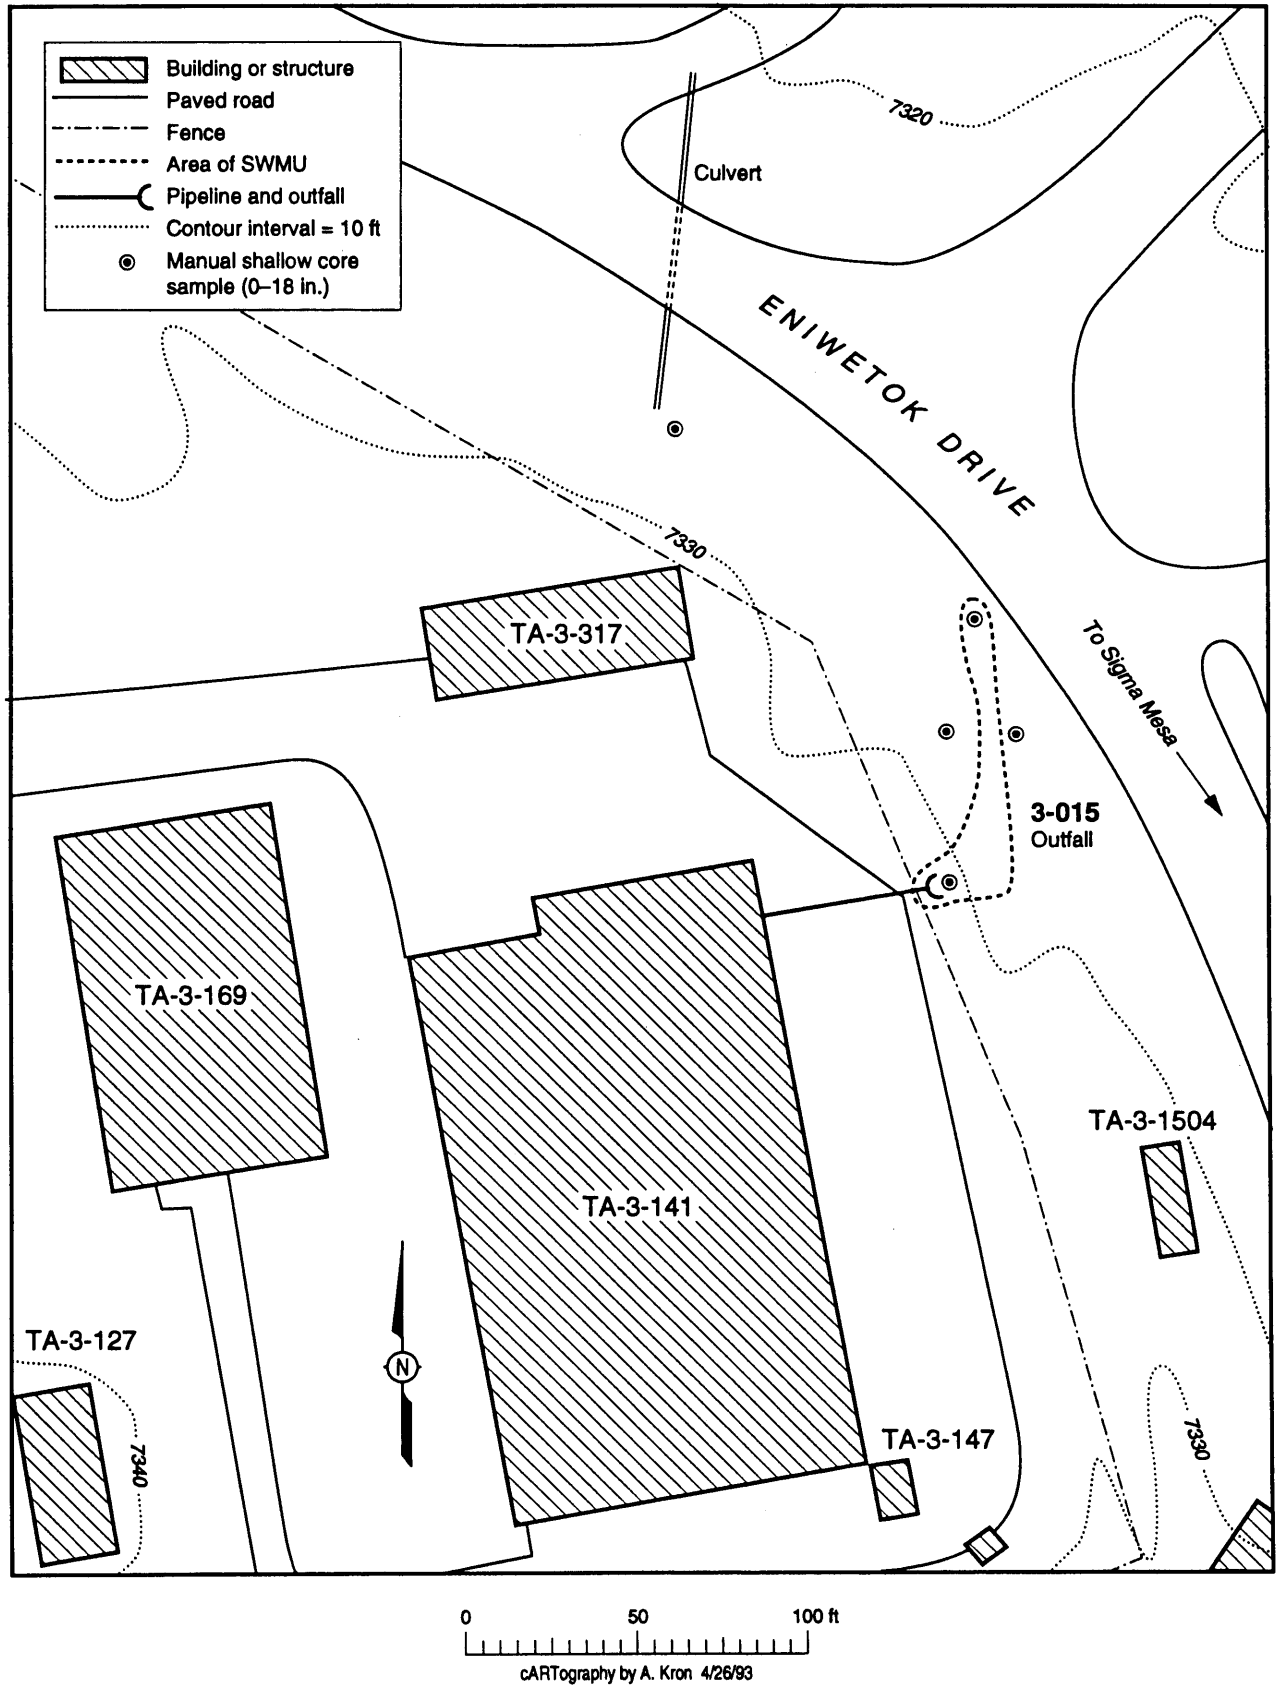 Building or structure
Paved road
Fence
Area of SWMU
Pipeline and outfall
Contour interval = 10 ft
Manual shallow core
sample (0–18 in.)
7320
Culvert
ENIWETOK DRIVE
7330
TA-3-317
To Sigma Mesa
3-015
Outfall
TA-3-169
TA-3-1504
TA-3-141
TA-3-127
N
7340
TA-3-147
7330
0 50 100 ft
cARTography by A. Kron 4/26/93